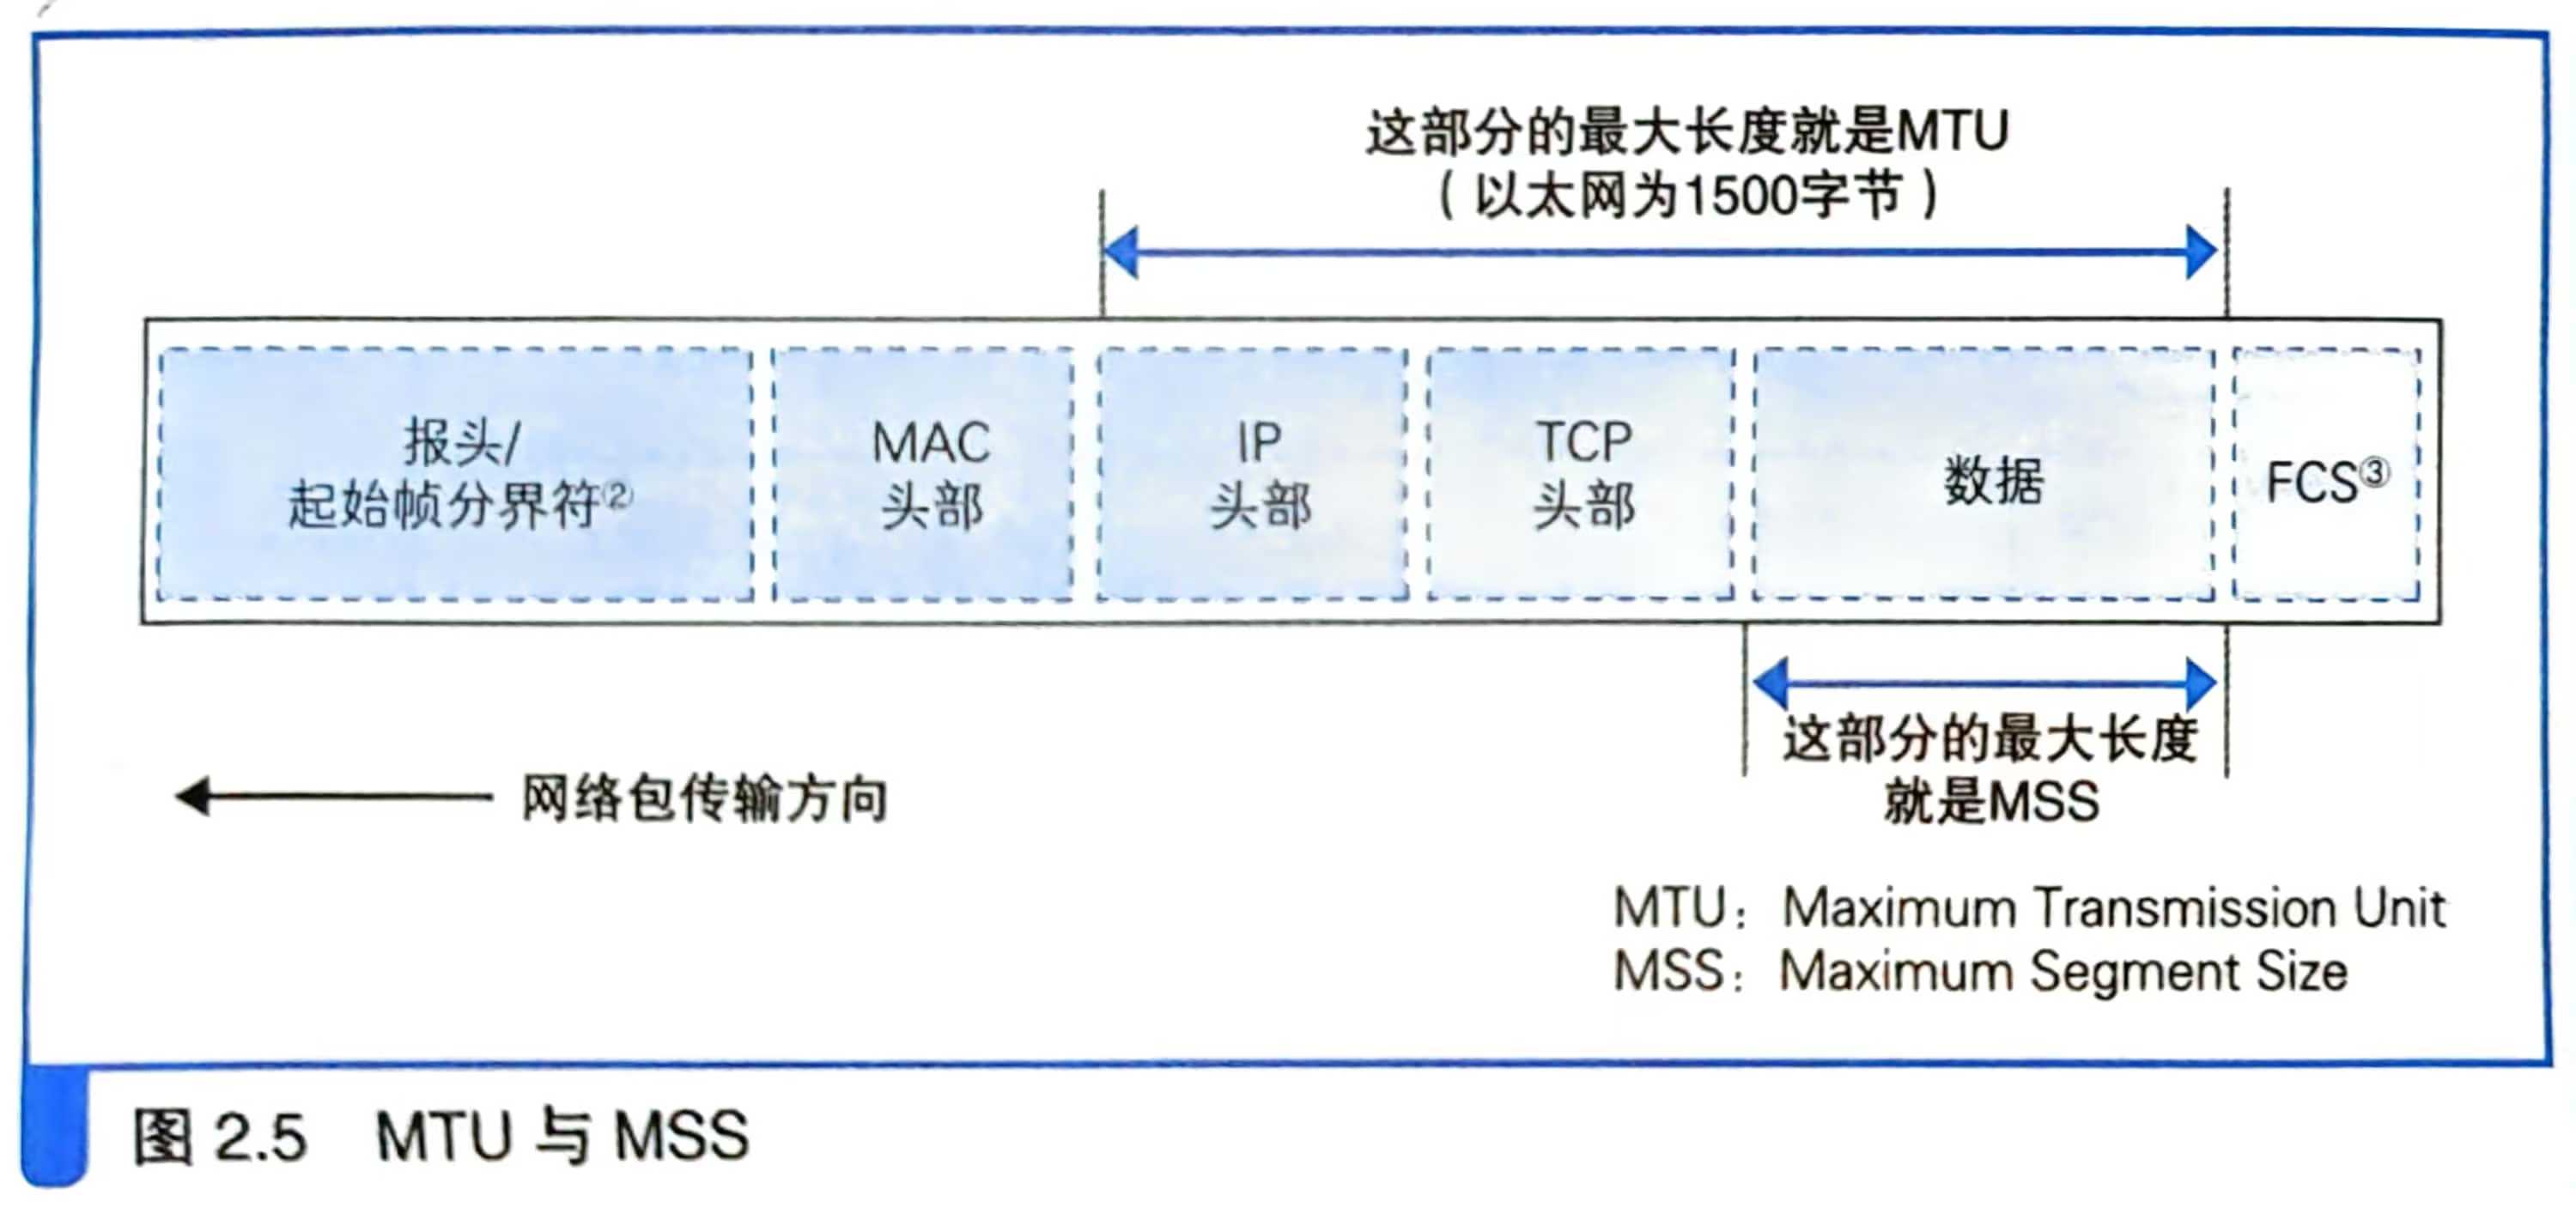 这部分的最大长度就是MTU
（以太网为1500字节）
报头/
起始帧分界符②
MAC
头部
IP
头部
TCP
头部
数据
FCS③
这部分的最大长度
就是MSS
网络包传输方向
MTU：Maximum Transmission Unit
MSS：Maximum Segment Size
图 2.5 MTU 与 MSS